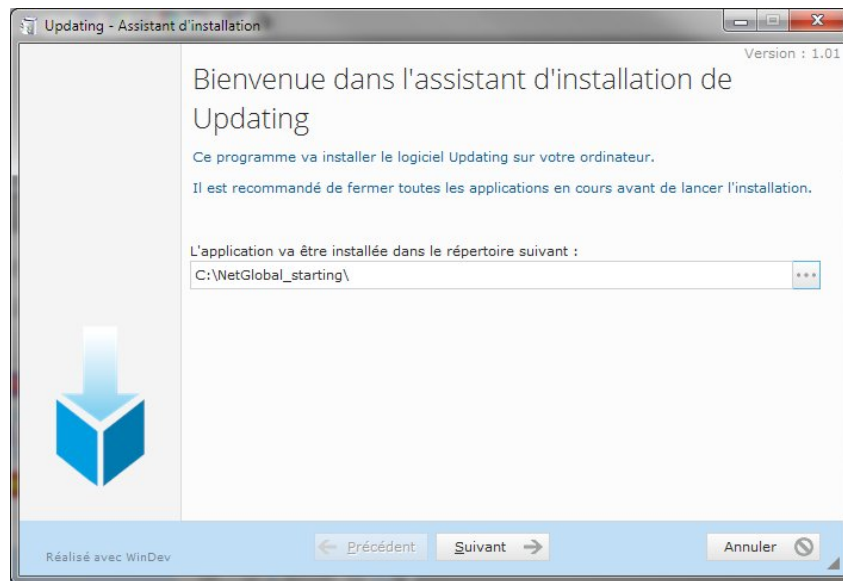 Updating - Assistant d'installation
Version : 1.01
Bienvenue dans l'assistant d'installation de
Updating
Ce programme va installer le logiciel Updating sur votre ordinateur.
Il est recommandé de fermer toutes les applications en cours avant de lancer l'installation.
L'application va être installée dans le répertoire suivant :
C:\NetGlobal_starting\
Réalisé avec WinDev
Précédent
Suivant
Annuler